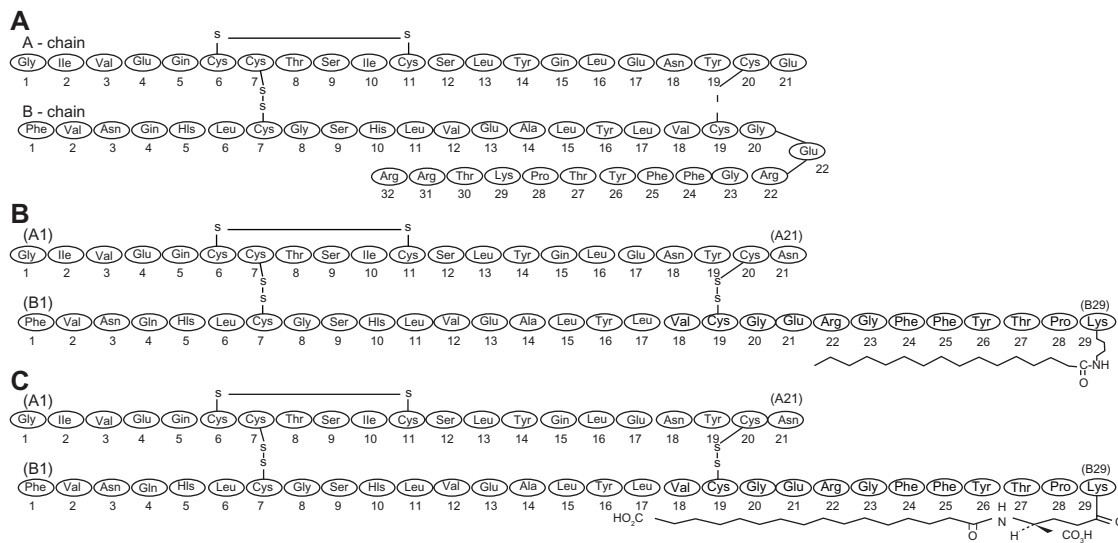 A
A - chain
S S
Gly Ile Val Glu Gin Cys Cys Thr Ser Ile Cys Ser Leu Tyr Gin Leu Glu Asn Tyr Cys Glu
1 2 3 4 5 6 7 8 9 10 11 12 13 14 15 16 17 18 19 20 21
S
S
B - chain
Phe Val Asn Gin Hls Leu Cys Gly Ser His Leu Val Glu Ala Leu Tyr Leu Val Cys Gly
1 2 3 4 5 6 7 8 9 10 11 12 13 14 15 16 17 18 19 20
Glu
22
Arg Arg Thr Lys Pro Thr Tyr Phe Phe Gly Arg
32 31 30 29 28 27 26 25 24 23 22
B
(A1) S S (A21)
Gly Ile Val Glu Gin Cys Cys Thr Ser Ile Cys Ser Leu Tyr Gin Leu Glu Asn Tyr Cys Asn
1 2 3 4 5 6 7 8 9 10 11 12 13 14 15 16 17 18 19 20 21
S S
S S
(B1) (B29)
Phe Val Asn Gln Hls Leu Cys Gly Ser Hls Leu Val Glu Ala Leu Tyr Leu Val Cys Gly Glu Arg Gly Phe Phe Tyr Thr Pro Lys
1 2 3 4 5 6 7 8 9 10 11 12 13 14 15 16 17 18 19 20 21 22 23 24 25 26 27 28 29
C NH
O
C
(A1) S S (A21)
Gly Ile Val Glu Gin Cys Cys Thr Ser Ile Cys Ser Leu Tyr Gin Leu Glu Asn Tyr Cys Asn
1 2 3 4 5 6 7 8 9 10 11 12 13 14 15 16 17 18 19 20 21
S S
S S
(B1) (B29)
Phe Val Asn Gln Hls Leu Cys Gly Ser Hls Leu Val Glu Ala Leu Tyr Leu Val Cys Gly Glu Arg Gly Phe Phe Tyr Thr Pro Lys
1 2 3 4 5 6 7 8 9 10 11 12 13 14 15 16 17 18 19 20 21 22 23 24 25 26 27 28 29
HO₂C H N O
O H CO₃H